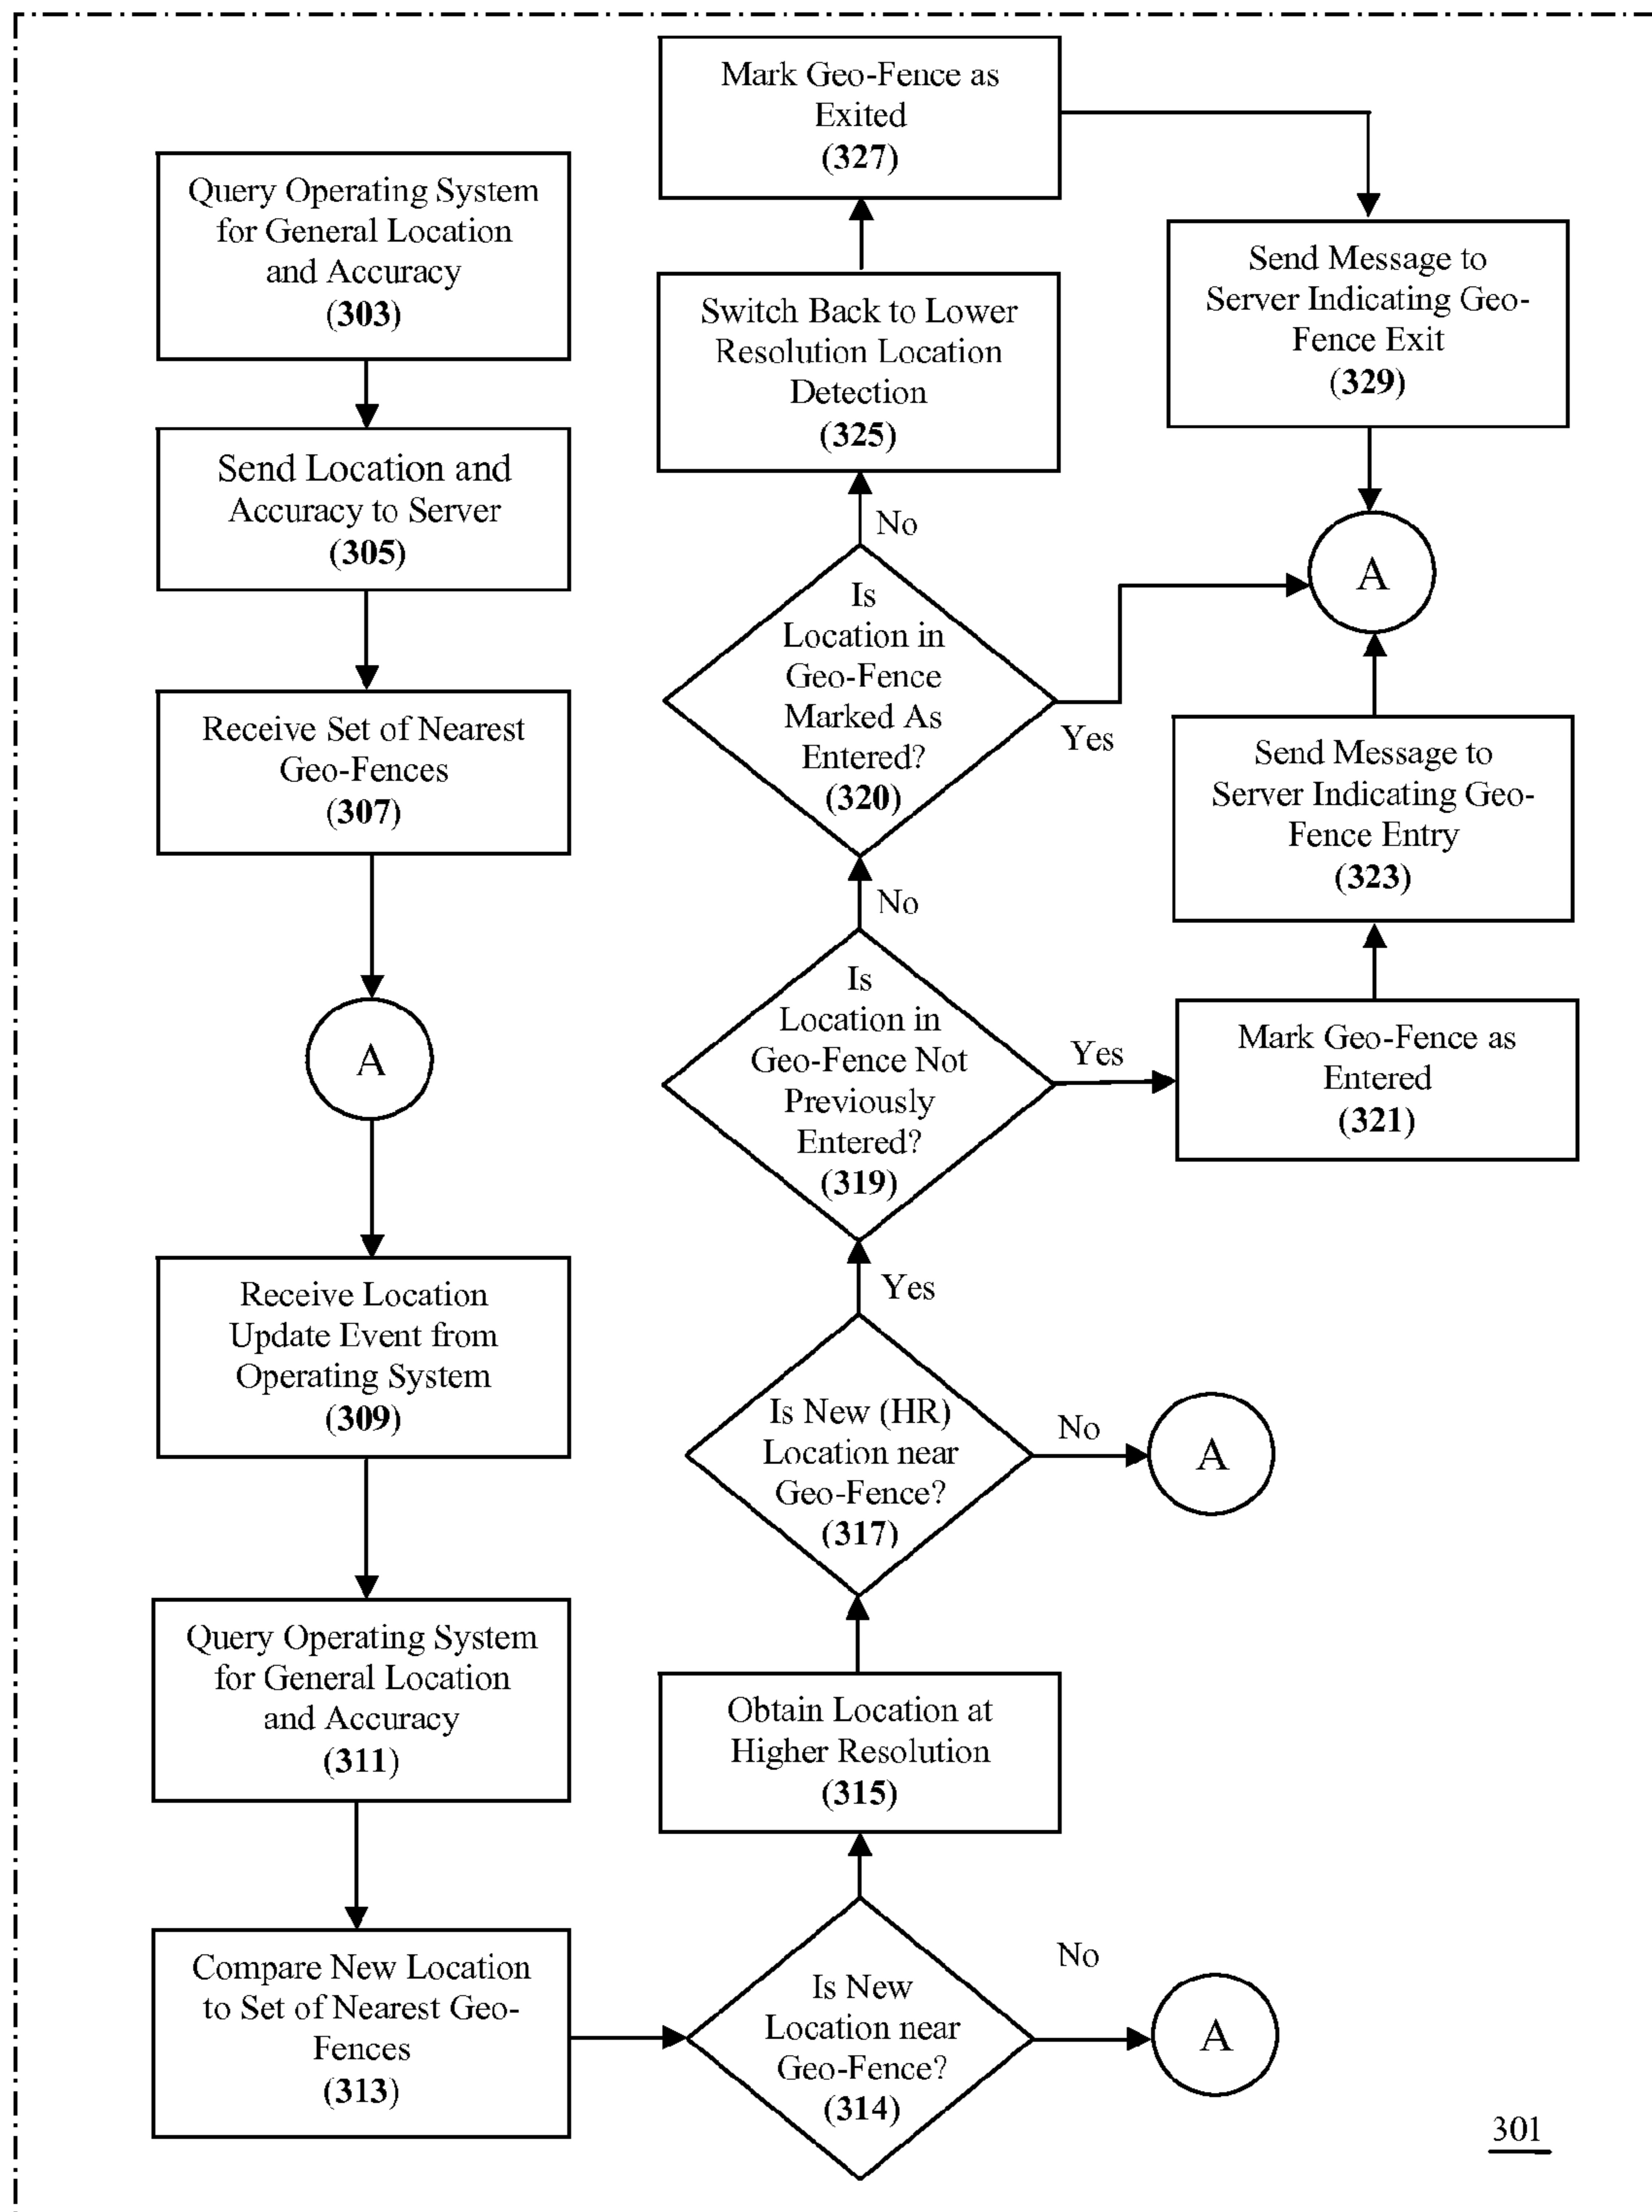 Query Operating System
for General Location
and Accuracy
(303)
Send Location and
Accuracy to Server
(305)
Receive Set of Nearest
Geo-Fences
(307)
A
Receive Location
Update Event from
Operating System
(309)
Query Operating System
for General Location
and Accuracy
(311)
Compare New Location
to Set of Nearest Geo-
Fences
(313)
Is New
Location near
Geo-Fence?
(314)
No
A
Obtain Location at
Higher Resolution
(315)
Is New (HR)
Location near
Geo-Fence?
(317)
No
A
Yes
Is
Location in
Geo-Fence Not
Previously
Entered?
(319)
Yes
Mark Geo-Fence as
Entered
(321)
Send Message to
Server Indicating Geo-
Fence Entry
(323)
No
Is
Location in
Geo-Fence
Marked As
Entered?
(320)
Yes
A
No
Switch Back to Lower
Resolution Location
Detection
(325)
Mark Geo-Fence as
Exited
(327)
Send Message to
Server Indicating Geo-
Fence Exit
(329)
301